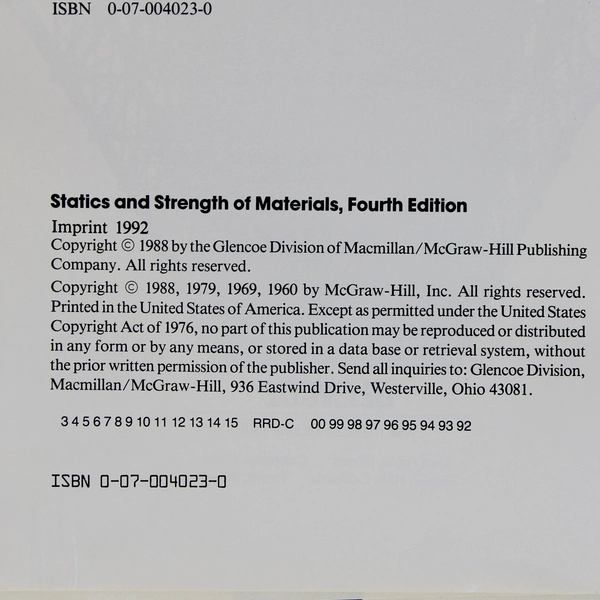 ISBN 0-07-004023-0
Statics and Strength of Materials, Fourth Edition
Imprint 1992
Copyright © 1988 by the Glencoe Division of Macmillan/McGraw-Hill Publishing
Company. All rights reserved.
Copyright © 1988, 1979, 1969, 1960 by McGraw-Hill, Inc. All rights reserved.
Printed in the United States of America. Except as permitted under the United States
Copyright Act of 1976, no part of this publication may be reproduced or distributed
in any form or by any means, or stored in a data base or retrieval system, without
the prior written permission of the publisher. Send all inquiries to: Glencoe Division,
Macmillan/McGraw-Hill, 936 Eastwind Drive, Westerville, Ohio 43081.
3 4 5 6 7 8 9 10 11 12 13 14 15 RRD-C 00 99 98 97 96 95 94 93 92
ISBN 0-07-004023-0